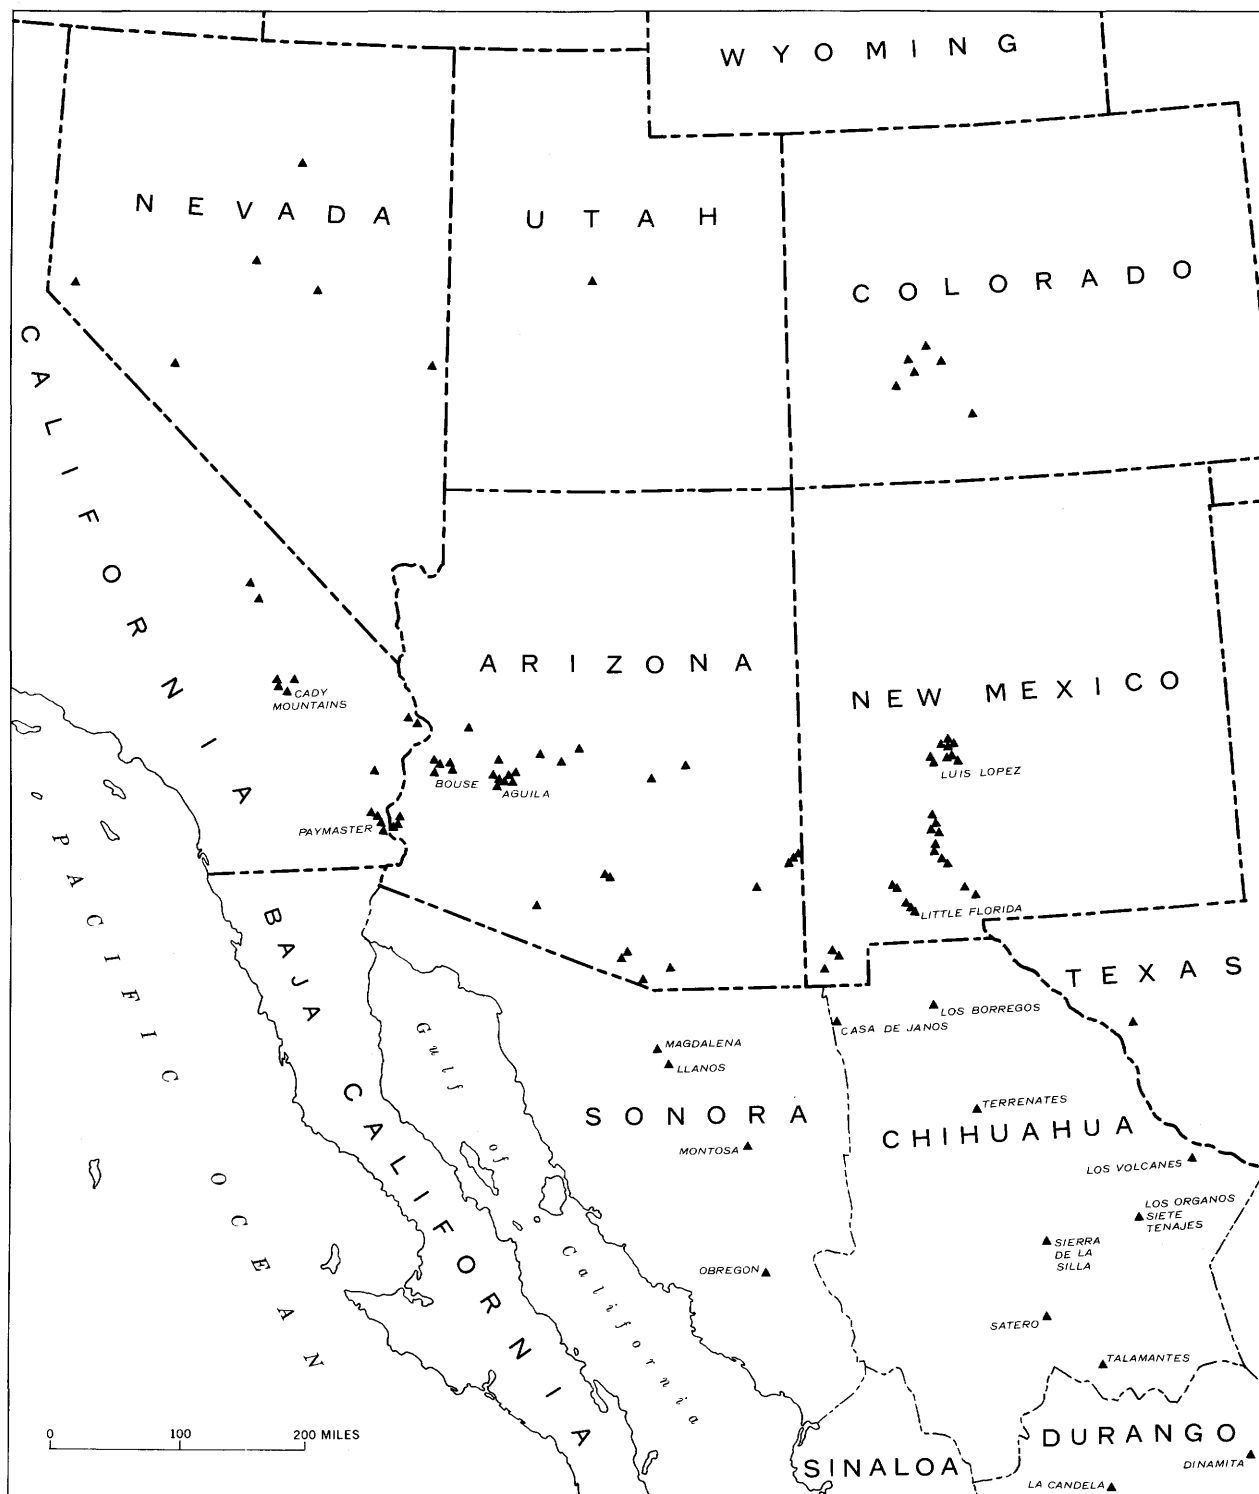 WYOMING
NEVADA
UTAH
COLORADO
CALIFORNIA
ARIZONA
NEW MEXICO
CADY
MOUNTAINS
BOUSE
AGUILA
LUIS LOPEZ
PAYMASTER
LITTLE FLORIDA
PACIFIC OCEAN
BAJA CALIFORNIA
Gulf of California
TEXAS
LOS BORREGOS
CASA DE JANOS
MAGDALENA
LLANOS
SONORA
TERRENATES
CHIHUAHUA
MONTOSA
LOS VOLCANES
LOS ORGANOS
SIETE
TENAJES
SIERRA
DE LA
SILLA
OBREGON
SATERO
TALAMANTES
0 100 200 MILES
DURANGO
SINALOA
DINAMITA
LA CANDELA